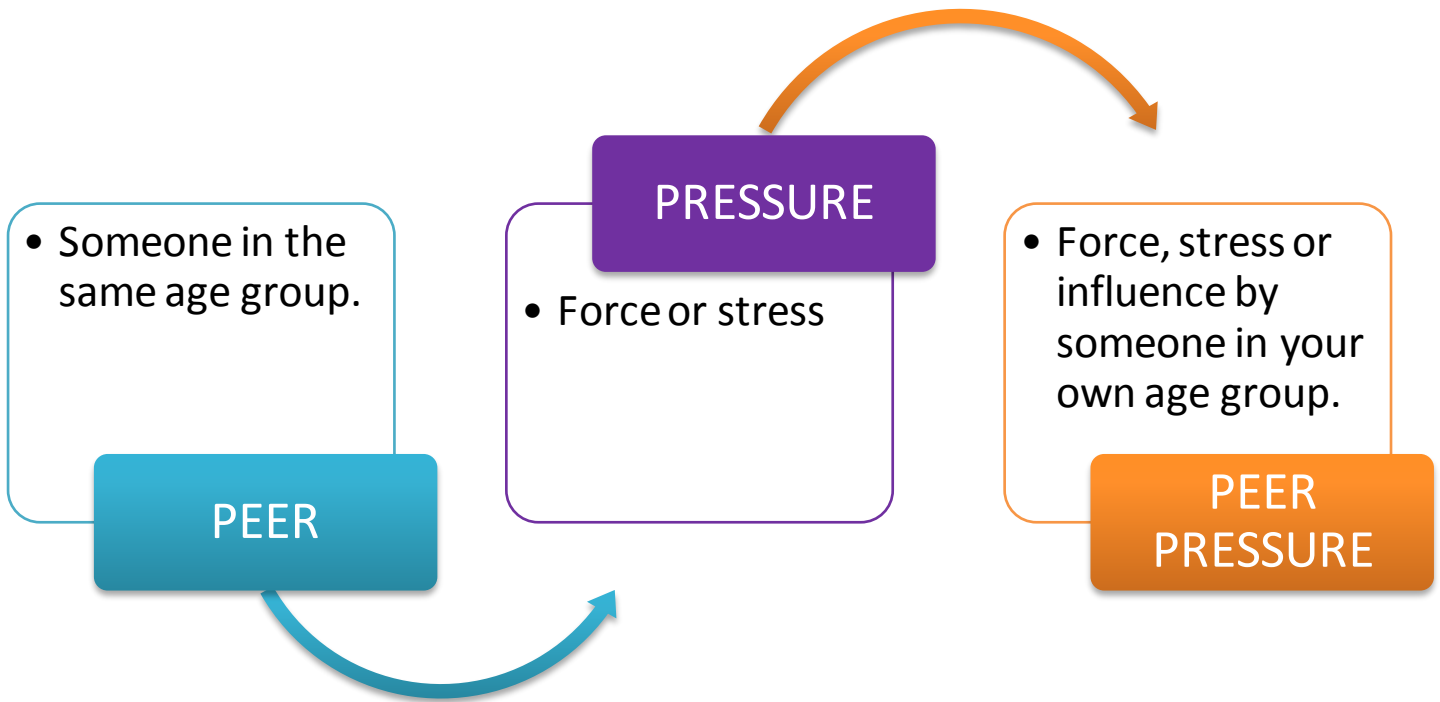 • Someone in the
same age group.
PEER
PRESSURE
• Force or stress
• Force, stress or
influence by
someone in your
own age group.
PEER
PRESSURE